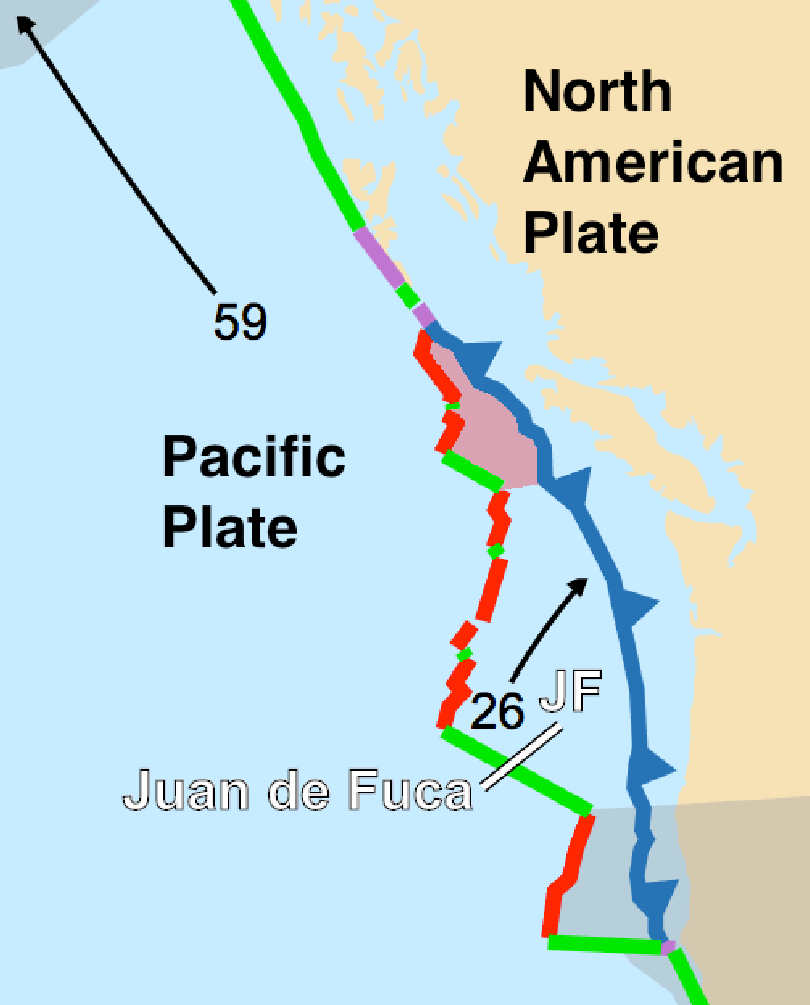 North
American
Plate
59
Pacific
Plate
26
JF
Juan de Fuca